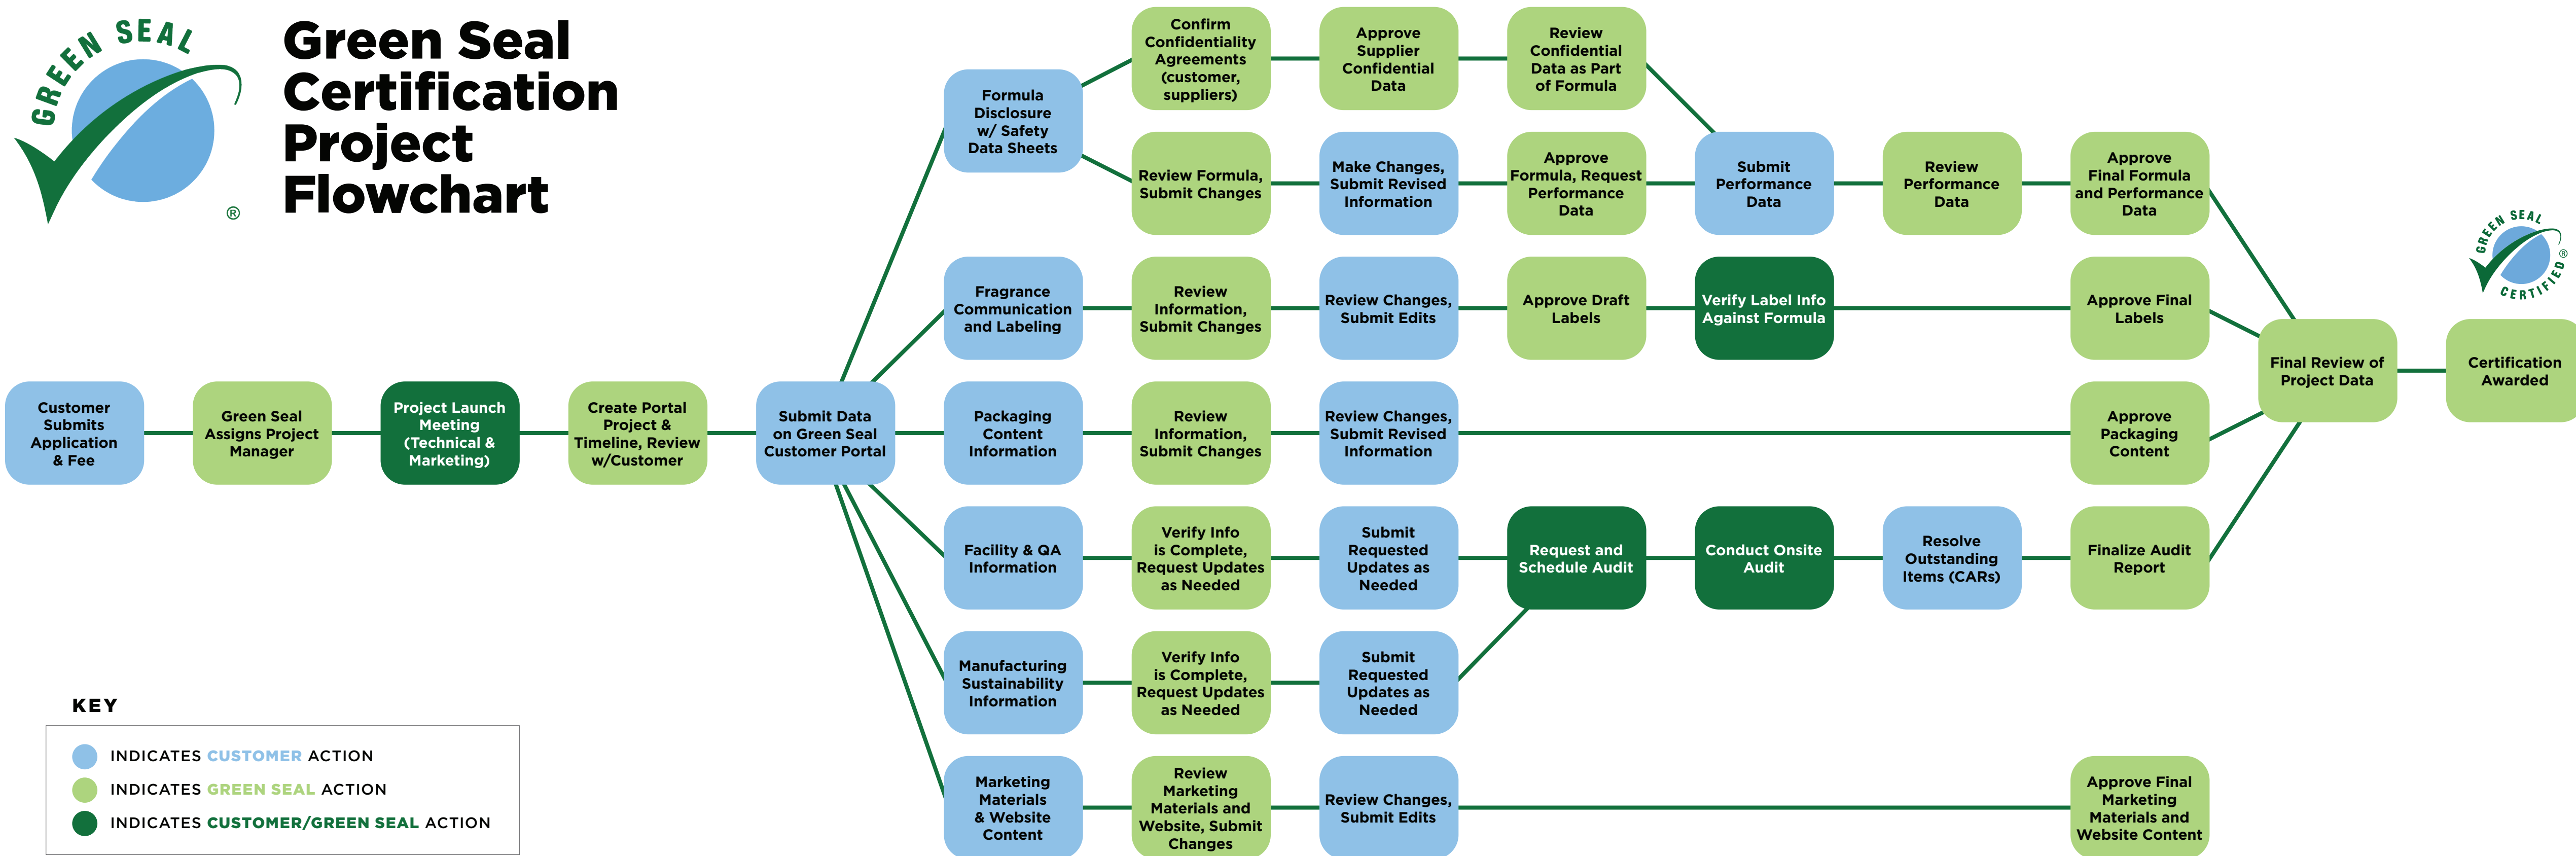 GREEN SEAL
®
Green Seal
Certification
Project
Flowchart
Customer
Submits
Application
& Fee
Green Seal
Assigns Project
Manager
Project Launch
Meeting
(Technical &
Marketing)
Create Portal
Project &
Timeline, Review
w/Customer
Submit Data
on Green Seal
Customer Portal
Formula
Disclosure
w/ Safety
Data Sheets
Confirm
Confidentiality
Agreements
(customer,
suppliers)
Approve
Supplier
Confidential
Data
Review
Confidential
Data as Part
of Formula
Review Formula,
Submit Changes
Make Changes,
Submit Revised
Information
Approve
Formula, Request
Performance
Data
Submit
Performance
Data
Review
Performance
Data
Approve
Final Formula
and Performance
Data
Fragrance
Communication
and Labeling
Review
Information,
Submit Changes
Review Changes,
Submit Edits
Approve Draft
Labels
Verify Label Info
Against Formula
Approve Final
Labels
Packaging
Content
Information
Review
Information,
Submit Changes
Review Changes,
Submit Revised
Information
Approve
Packaging
Content
Facility & QA
Information
Verify Info
is Complete,
Request Updates
as Needed
Submit
Requested
Updates as
Needed
Request and
Schedule Audit
Conduct Onsite
Audit
Resolve
Outstanding
Items (CARs)
Finalize Audit
Report
Manufacturing
Sustainability
Information
Verify Info
is Complete,
Request Updates
as Needed
Submit
Requested
Updates as
Needed
Marketing
Materials
& Website
Content
Review
Marketing
Materials and
Website, Submit
Changes
Review Changes,
Submit Edits
Approve Final
Marketing
Materials and
Website Content
Final Review of
Project Data
GREEN SEAL
®
CERTIFIED
Certification
Awarded
KEY
INDICATES CUSTOMER ACTION
INDICATES GREEN SEAL ACTION
INDICATES CUSTOMER/GREEN SEAL ACTION